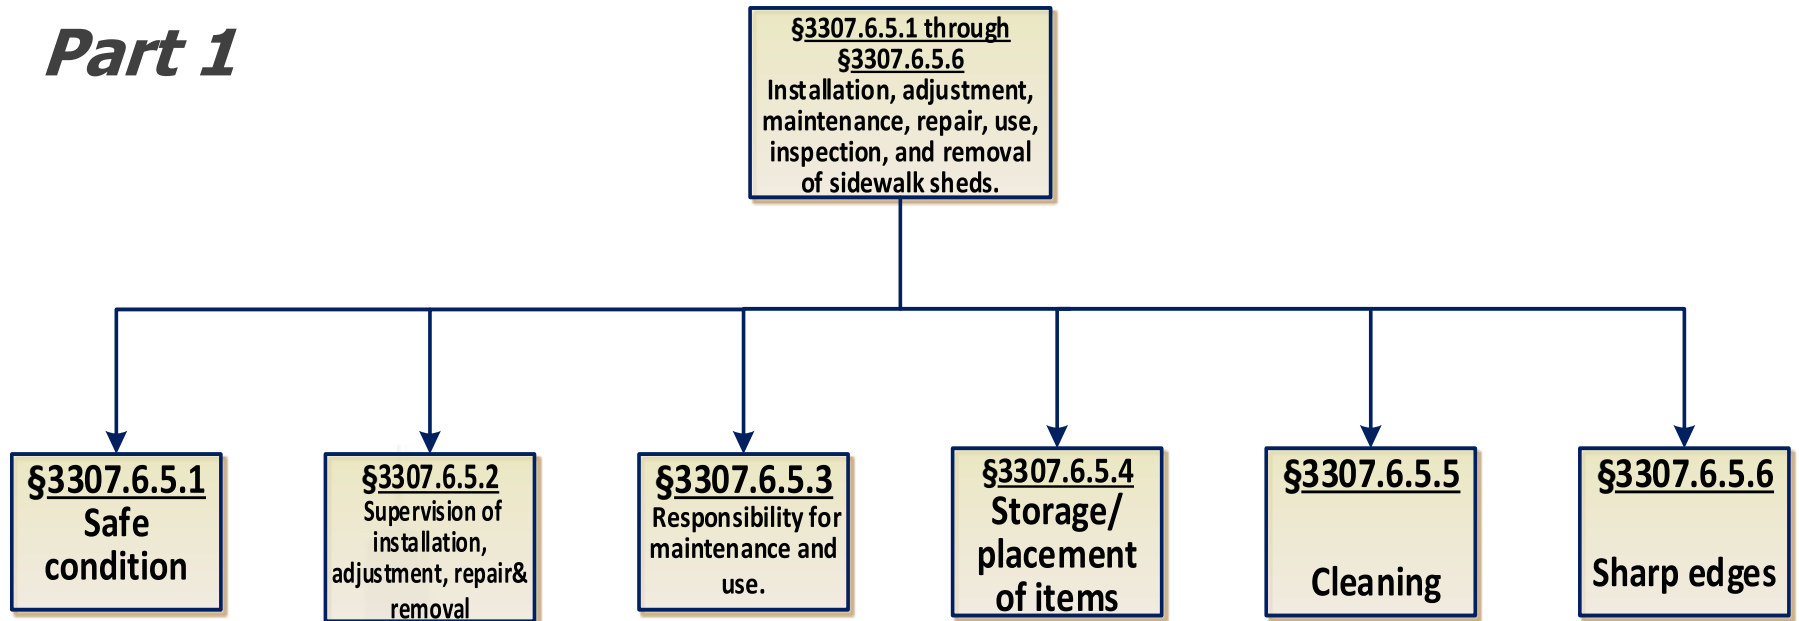 Part 1
§3307.6.5.1 through
§3307.6.5.6
Installation, adjustment,
maintenance, repair, use,
inspection, and removal
of sidewalk sheds.
§3307.6.5.1
Safe
condition
§3307.6.5.2
Supervision of
installation,
adjustment, repair&
removal
§3307.6.5.3
Responsibility for
maintenance and
use.
§3307.6.5.4
Storage/
placement
of items
§3307.6.5.5
Cleaning
§3307.6.5.6
Sharp edges